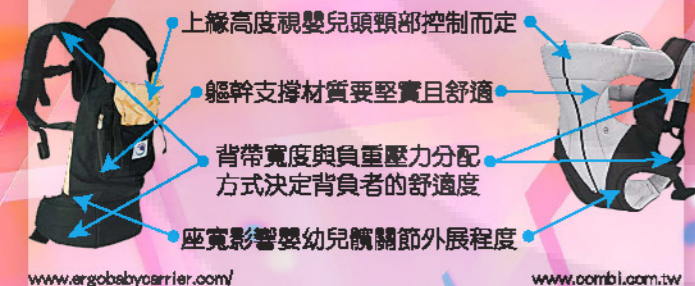 上緣高度視嬰兒頭頸部控制而定
軀幹支撐材質要堅實且舒適
背帶寬度與負重壓力分配
方式決定背負者的舒適度
座寬影響嬰幼兒髖關節外展程度
www.ergobabycarrier.com/
www.combi.com.tw